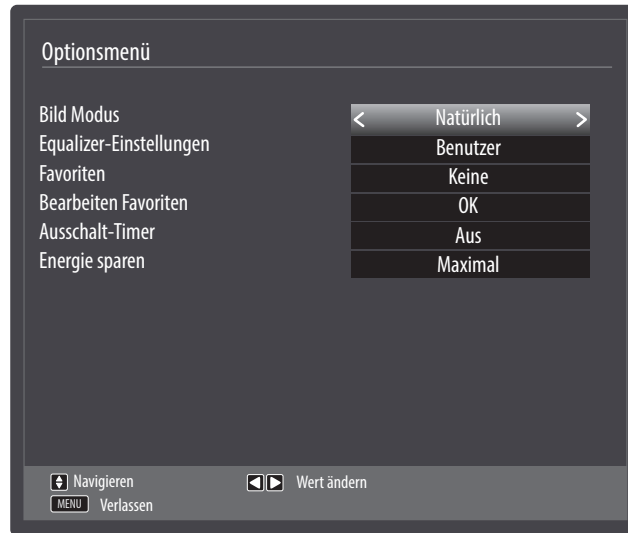 Optionsmenü
Bild Modus < Natürlich >
Equalizer-Einstellungen Benutzer
Favoriten Keine
Bearbeiten Favoriten OK
Ausschalt-Timer Aus
Energie sparen Maximal
Navigieren Wert ändern
MENU Verlassen